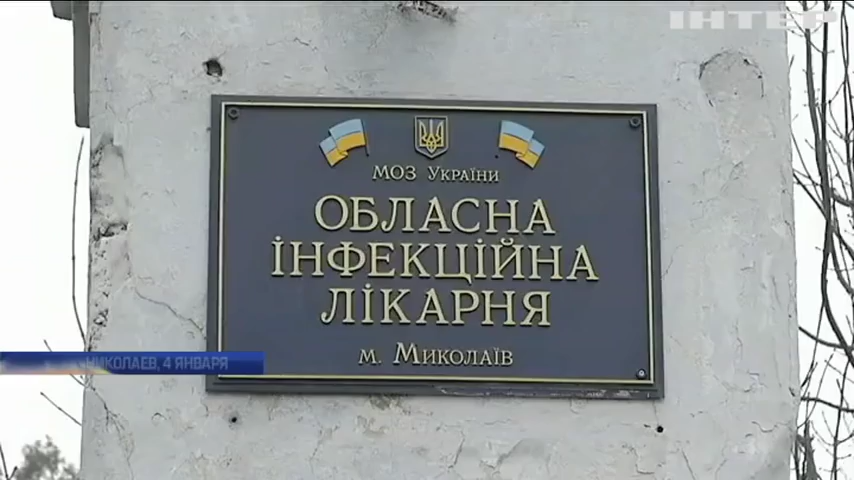 ІНТЕР
МОЗ УКРАЇНИ
ОБЛАСНА
ІНФЕКЦІЙНА
ЛІКАРНЯ
м. МИКОЛАЇВ
НИКОЛАЕВ, 4 ЯНВАРЯ